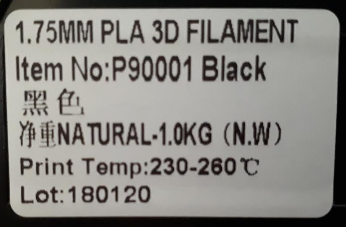 1.75MM PLA 3D FILAMENT
Item No:P90001 Black
黑色
净重NATURAL-1.0KG (N.W)
Print Temp:230-260℃
Lot:180120